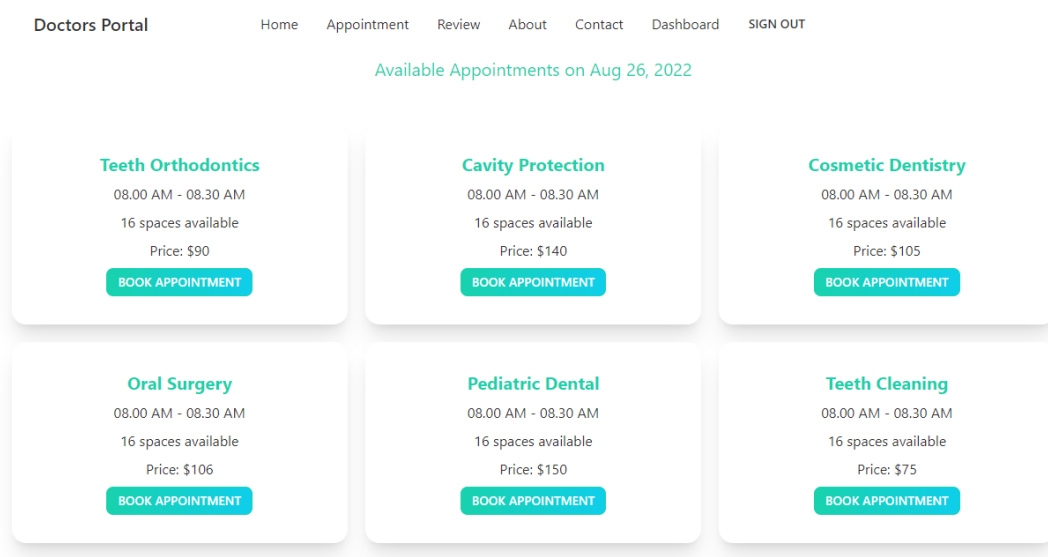 Doctors Portal Home Appointment Review About Contact Dashboard SIGN OUT
Available Appointments on Aug 26, 2022
Teeth Orthodontics
08.00 AM - 08.30 AM
16 spaces available
Price: $90
BOOK APPOINTMENT
Cavity Protection
08.00 AM - 08.30 AM
16 spaces available
Price: $140
BOOK APPOINTMENT
Cosmetic Dentistry
08.00 AM - 08.30 AM
16 spaces available
Price: $105
BOOK APPOINTMENT
Oral Surgery
08.00 AM - 08.30 AM
16 spaces available
Price: $106
BOOK APPOINTMENT
Pediatric Dental
08.00 AM - 08.30 AM
16 spaces available
Price: $150
BOOK APPOINTMENT
Teeth Cleaning
08.00 AM - 08.30 AM
16 spaces available
Price: $75
BOOK APPOINTMENT